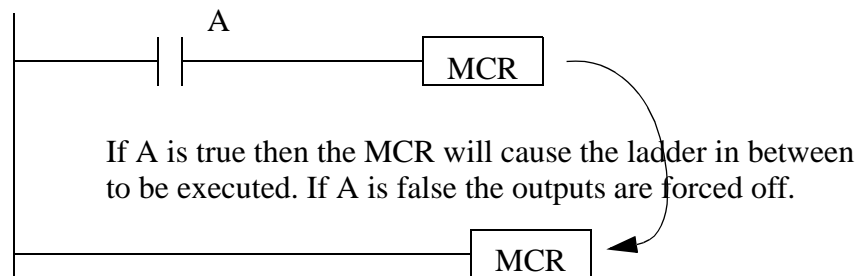 A
MCR
If A is true then the MCR will cause the ladder in between
to be executed. If A is false the outputs are forced off.
MCR